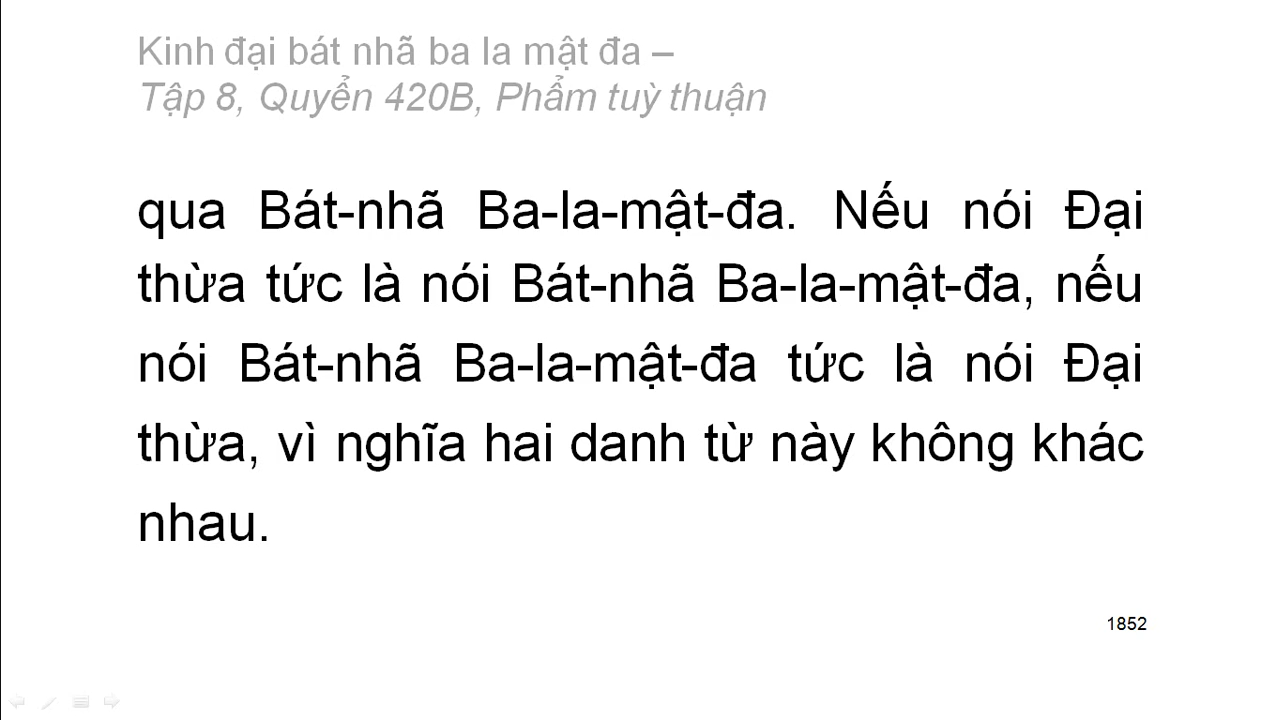 Kinh đại bát nhã ba la mật đa –
Tập 8, Quyển 420B, Phẩm tuỳ thuận
qua Bát-nhã Ba-la-mật-đa. Nếu nói Đại
thừa tức là nói Bát-nhã Ba-la-mật-đa, nếu
nói Bát-nhã Ba-la-mật-đa tức là nói Đại
thừa, vì nghĩa hai danh từ này không khác
nhau.
1852